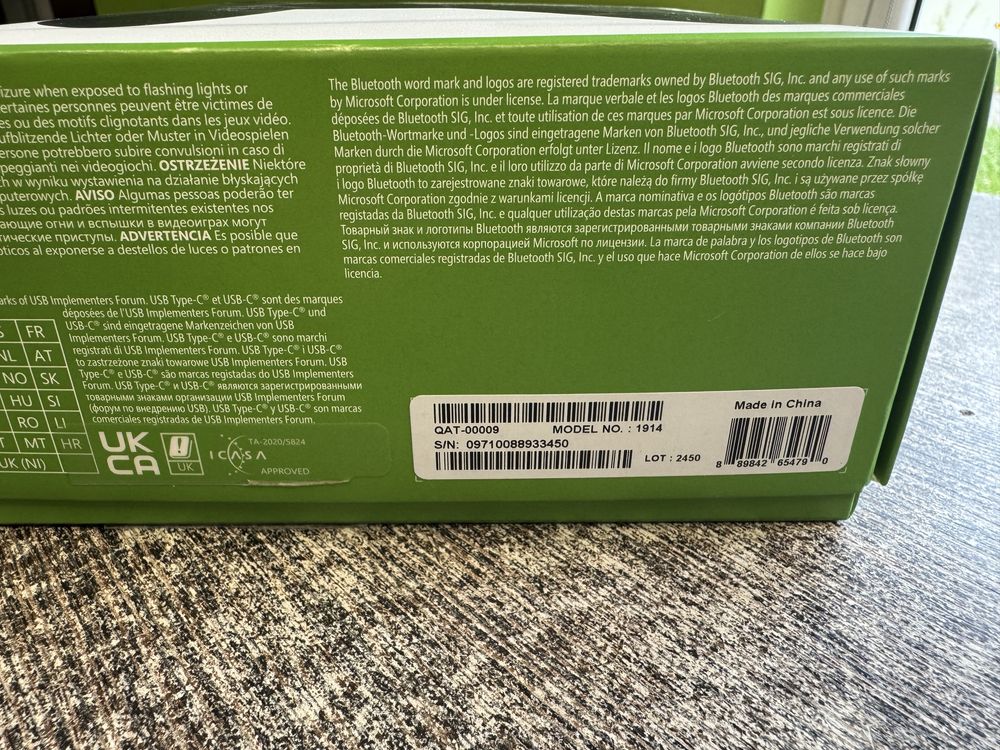 izure when exposed to flashing lights or
ertaines personnes peuvent être victimes de
es ou des motifs clignotants dans les jeux vidéo.
ufblitzende Lichter oder Muster in Videospielen
ersone potrebbero subire convulsioni in caso di
peggianti nei videogiochi. OSTRZEŻENIE Niektóre
ch w wyniku wystawienia na działanie błyskających
puterowych. AVISO Algumas pessoas poderão ter
s luzes ou padrões intermitentes existentes nos
ающие огни и вспышки в видеоиграх могут
тические приступы. ADVERTENCIA Es posible que
pticos al exponerse a destellos de luces o patrones en
The Bluetooth word mark and logos are registered trademarks owned by Bluetooth SIG, Inc. and any use of such marks
by Microsoft Corporation is under license. La marque verbale et les logos Bluetooth des marques commerciales
déposées de Bluetooth SIG, Inc. et toute utilisation de ces marques par Microsoft Corporation est sous licence. Die
Bluetooth-Wortmarke und -Logos sind eingetragene Marken von Bluetooth SIG, Inc., und jegliche Verwendung solcher
Marken durch die Microsoft Corporation erfolgt unter Lizenz. Il nome e i logo Bluetooth sono marchi registrati di
proprietà di Bluetooth SIG, Inc. e il loro utilizzo da parte di Microsoft Corporation avviene secondo licenza. Znak słowny
i logo Bluetooth to zarejestrowane znaki towarowe, które należą do firmy Bluetooth SIG, Inc. i są używane przez spółkę
Microsoft Corporation zgodnie z warunkami licencji. A marca nominativa e os logótipos Bluetooth são marcas
registadas da Bluetooth SIG, Inc. e qualquer utilização destas marcas pela Microsoft Corporation é feita sob licença.
Товарный знак и логотипы Bluetooth являются зарегистрированными товарными знаками компании Bluetooth
SIG, Inc. и используются корпорацией Microsoft по лицензии. La marca de palabra y los logotipos de Bluetooth son
marcas comerciales registradas de Bluetooth SIG, Inc. y el uso que hace Microsoft Corporation de ellos se hace bajo
licencia.
arks of USB Implementers Forum. USB Type-C® et USB-C® sont des marques
déposées de l'USB Implementers Forum. USB Type-C® und
USB-C® sind eingetragene Markenzeichen von USB
Implementers Forum. USB Type-C® e USB-C® sono marchi
registrati di USB Implementers Forum. USB Type-C® i USB-C®
to zastrzeżone znaki towarowe USB Implementers Forum. USB
Type-C® e USB-C® são marcas registadas do USB Implementers
Forum. USB Type-C® и USB-C® являются зарегистрированными
товарными знаками организации USB Implementers Forum
(форум по внедрению USB). USB Type-C® y USB-C® son marcas
comerciales registradas de USB Implementers Forum.
S FR
NL AT
NO SK
HU SI
RO LI
T MT HR
UK (NI)
UK
CA
UK
ICASA
TA-2020/5824
APPROVED
QAT-00009 MODEL NO. : 1914
S/N: 09710088933450
LOT : 2450
Made in China
8 89842 65479 0